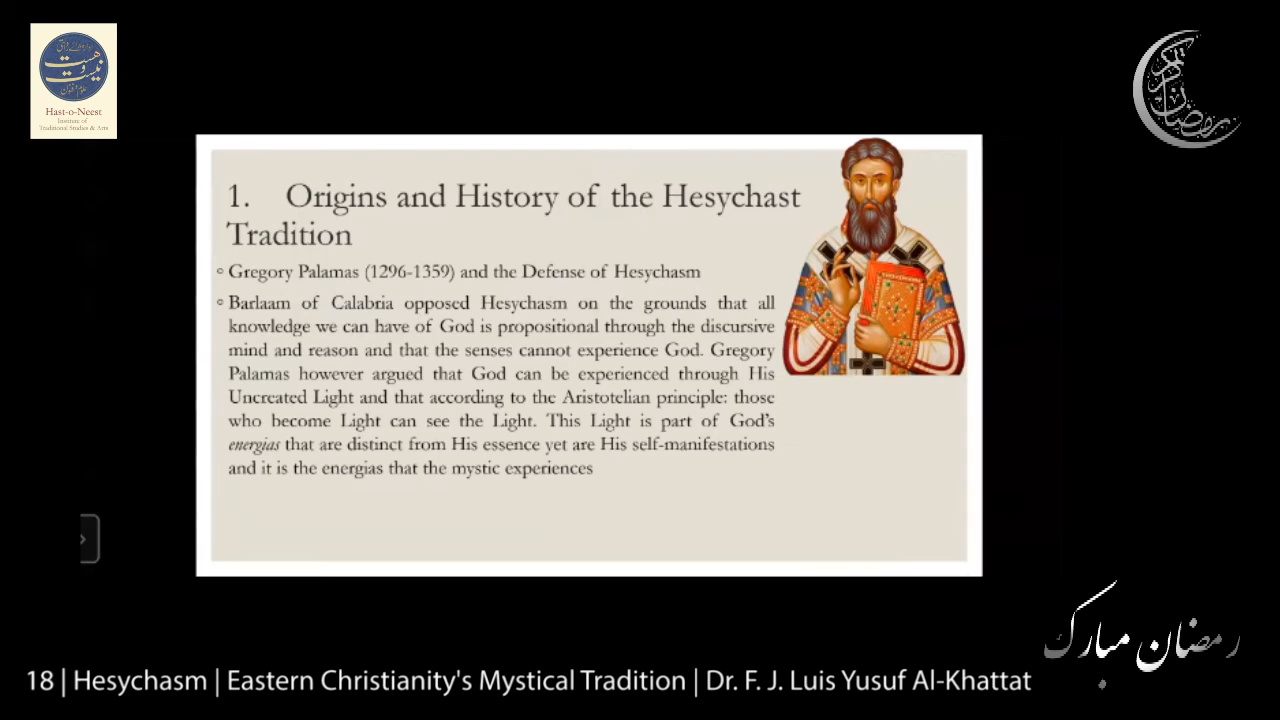 هست
و
نیست
علوم و فنون
Hast-o-Neest
Institute of
Traditional Studies & Arts
1. Origins and History of the Hesychast
Tradition
Gregory Palamas (1296-1359) and the Defense of Hesychasm
Barlaam of Calabria opposed Hesychasm on the grounds that all
knowledge we can have of God is propositional through the discursive
mind and reason and that the senses cannot experience God. Gregory
Palamas however argued that God can be experienced through His
Uncreated Light and that according to the Aristotelian principle: those
who become Light can see the Light. This Light is part of God's
energias that are distinct from His essence yet are His self-manifestations
and it is the energias that the mystic experiences
رمضان مبارک
18 | Hesychasm | Eastern Christianity's Mystical Tradition | Dr. F. J. Luis Yusuf Al-Khattat